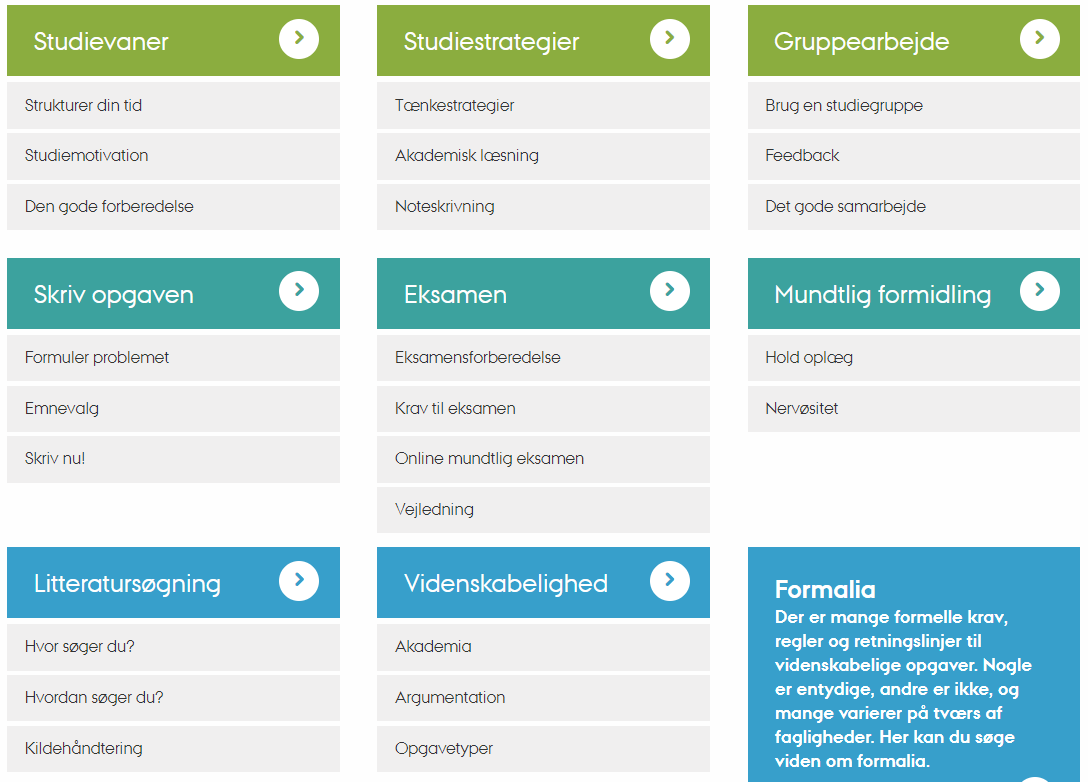 Studievaner
Strukturer din tid
Studiemotivation
Den gode forberedelse
Studiestrategier
Tænkestrategier
Akademisk læsning
Noteskrivning
Gruppearbejde
Brug en studiegruppe
Feedback
Det gode samarbejde
Skriv opgaven
Formuler problemet
Emnevalg
Skriv nu!
Eksamen
Eksamensforberedelse
Krav til eksamen
Online mundtlig eksamen
Vejledning
Mundtlig formidling
Hold oplæg
Nervøsitet
Litteratursøgning
Hvor søger du?
Hvordan søger du?
Kildehåndtering
Videnskabelighed
Akademia
Argumentation
Opgavetyper
Formalia
Der er mange formelle krav,
regler og retningslinjer til
videnskabelige opgaver. Nogle
er entydige, andre er ikke, og
mange varierer på tværs af
fagligheder. Her kan du søge
viden om formalia.